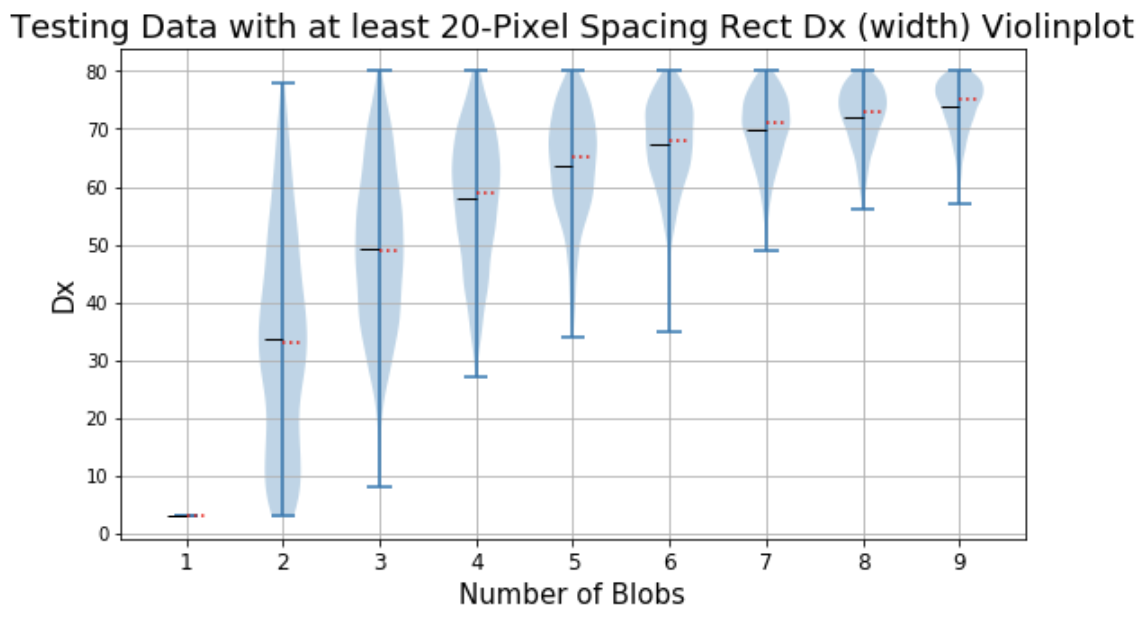 Testing Data with at least 20-Pixel Spacing Rect Dx (width) Violinplot
80
70
60
50
40
30
20
10
0
Dx
1 2 3 4 5 6 7 8 9
Number of Blobs